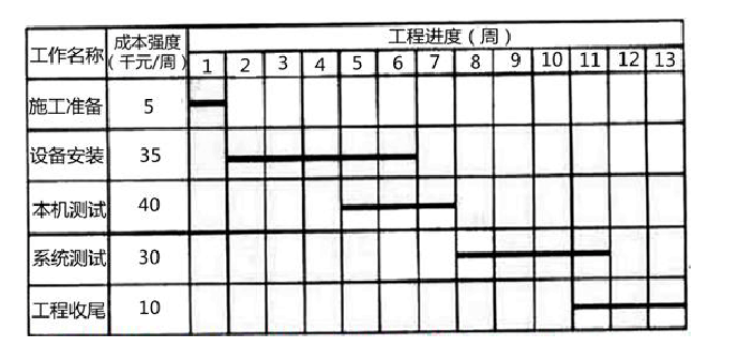 工作名称 成本强度（千元/周） 工程进度（周）
1 2 3 4 5 6 7 8 9 10 11 12 13
施工准备 5
设备安装 35
本机测试 40
系统测试 30
工程收尾 10